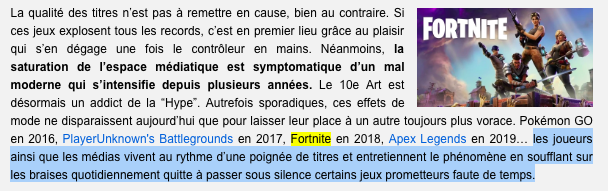 La qualité des titres n’est pas à remettre en cause, bien au contraire. Si
ces jeux explosent tous les records, c’est en premier lieu grâce au plaisir
qui s’en dégage une fois le contrôleur en mains. Néanmoins, la
saturation de l’espace médiatique est symptomatique d’un mal
moderne qui s’intensifie depuis plusieurs années. Le 10e Art est
désormais un addict de la “Hype”. Autrefois sporadiques, ces effets de
mode ne disparaissent aujourd’hui que pour laisser leur place à un autre toujours plus vorace. Pokémon GO
en 2016, PlayerUnknown's Battlegrounds en 2017, Fortnite en 2018, Apex Legends en 2019… les joueurs
ainsi que les médias vivent au rythme d’une poignée de titres et entretiennent le phénomène en soufflant sur
les braises quotidiennement quitte à passer sous silence certains jeux prometteurs faute de temps.
FORTNITE